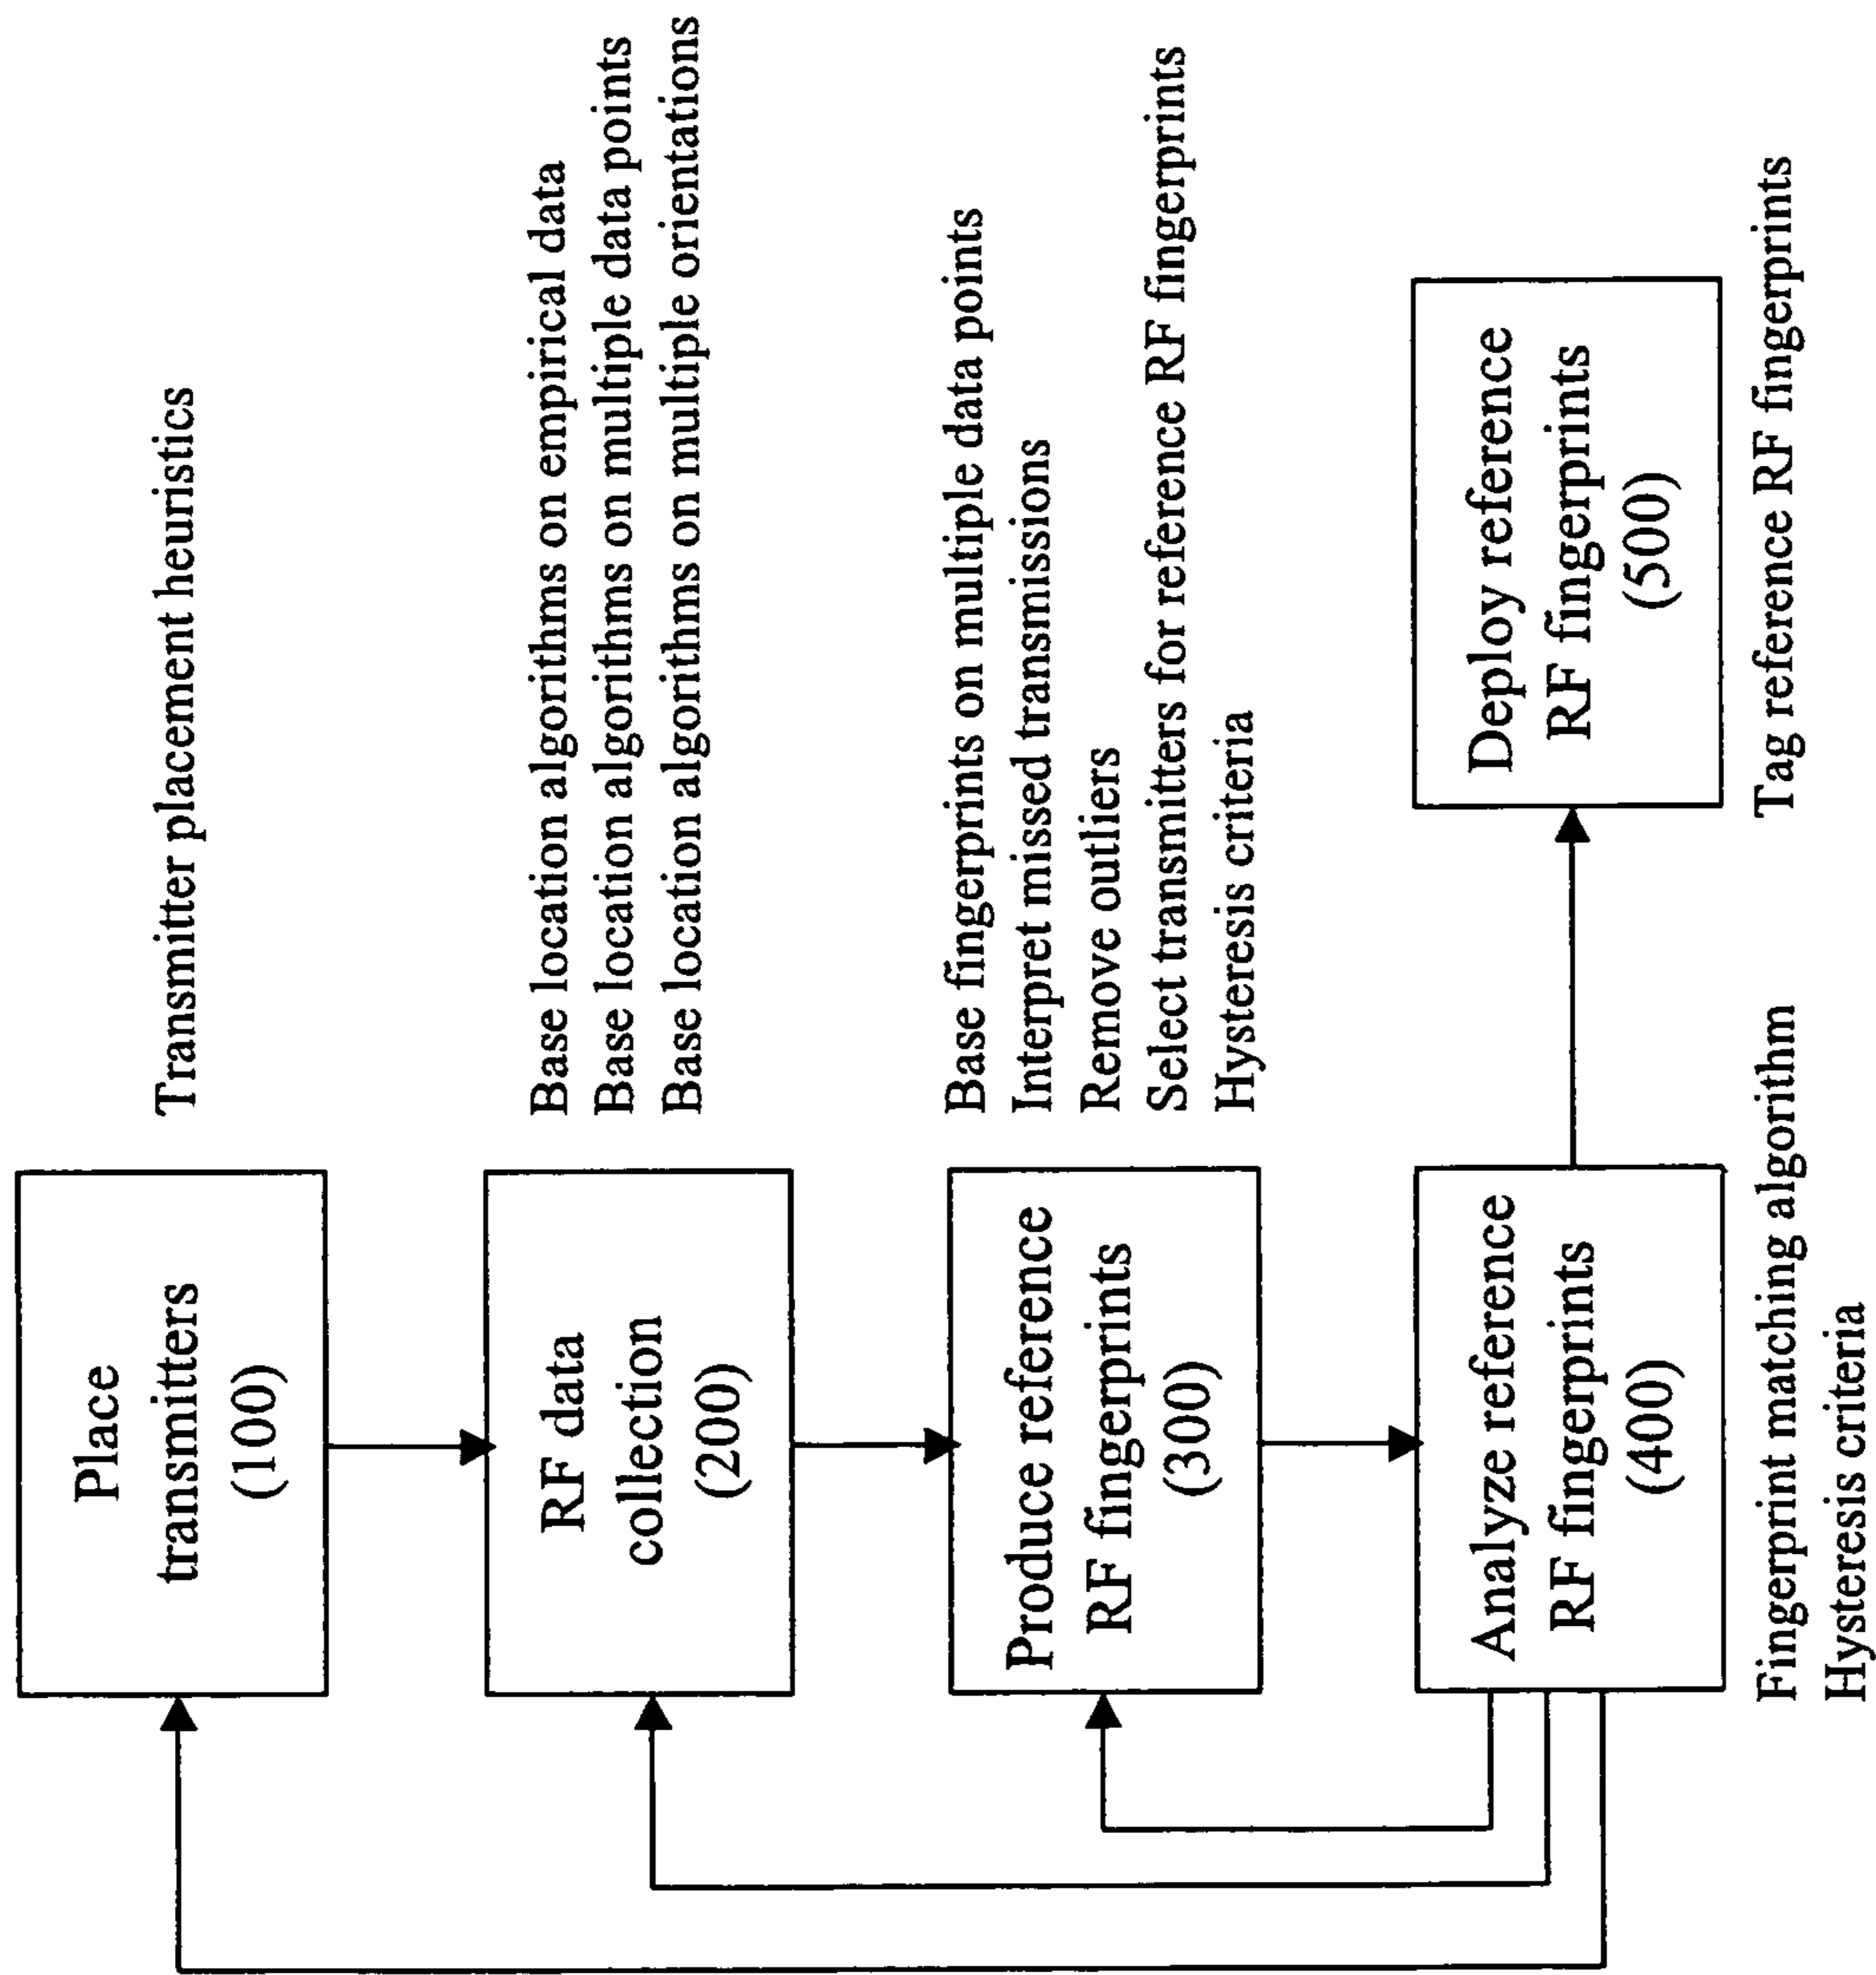 Place
transmitters
(100)
Transmitter placement heuristics
RF data
collection
(200)
Base location algorithms on empirical data
Base location algorithms on multiple data points
Base location algorithms on multiple orientations
Produce reference
RF fingerprints
(300)
Base fingerprints on multiple data points
Interpret missed transmissions
Remove outliers
Select transmitters for reference RF fingerprints
Hysteresis criteria
Analyze reference
RF fingerprints
(400)
Fingerprint matching algorithm
Hysteresis criteria
Deploy reference
RF fingerprints
(500)
Tag reference RF fingerprints